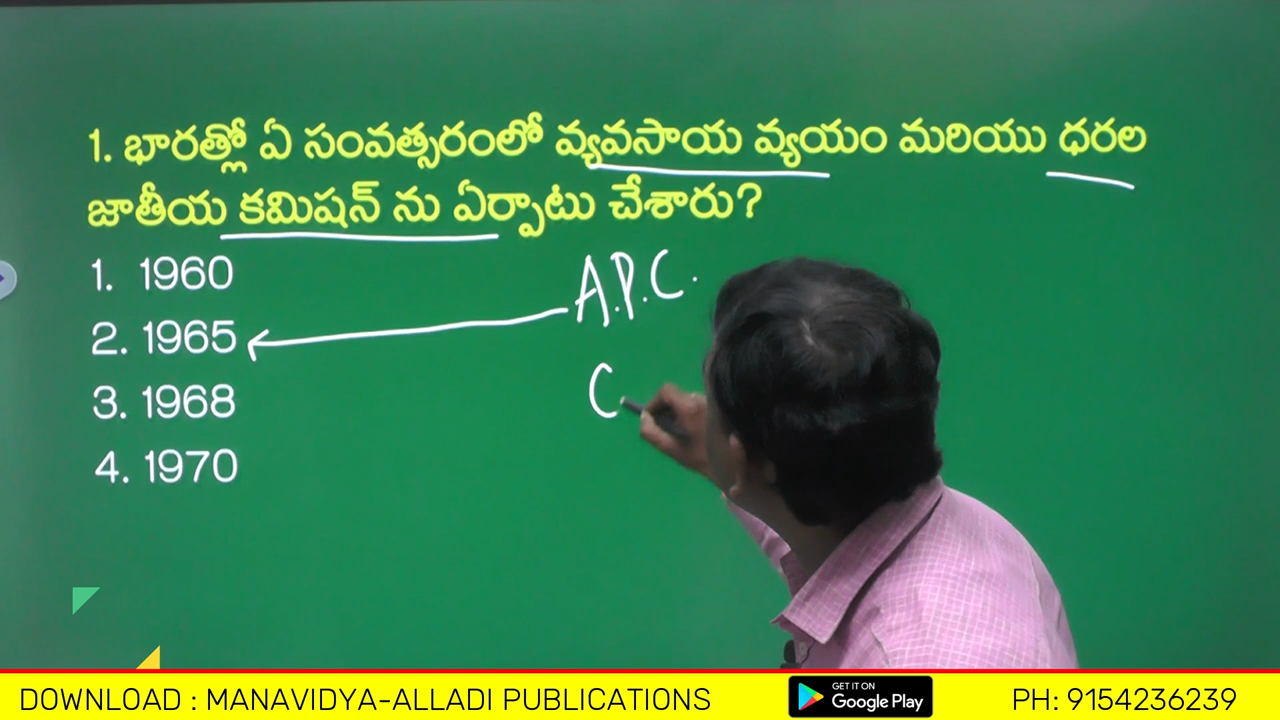 1. భారత్లో ఏ సంవత్సరంలో వ్యవసాయ వ్యయం మరియు ధరల
జాతీయ కమిషన్ ను ఏర్పాటు చేశారు?
1. 1960
2. 1965
3. 1968
4. 1970
A.P.C.
C
DOWNLOAD : MANAVIDYA-ALLADI PUBLICATIONS
GET IT ON
Google Play
PH: 9154236239